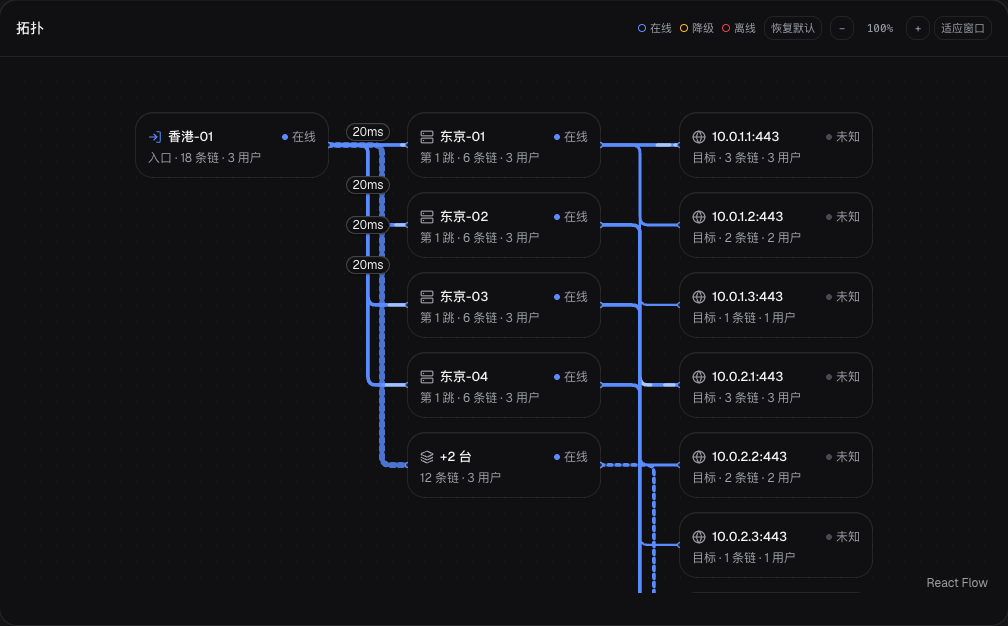 拓扑
在线 降级 离线 恢复默认 − 100% + 适应窗口
香港-01 在线
入口 · 18 条链 · 3 用户
20ms
20ms
20ms
20ms
东京-01 在线
第 1 跳 · 6 条链 · 3 用户
东京-02 在线
第 1 跳 · 6 条链 · 3 用户
东京-03 在线
第 1 跳 · 6 条链 · 3 用户
东京-04 在线
第 1 跳 · 6 条链 · 3 用户
+2 台 在线
12 条链 · 3 用户
10.0.1.1:443 未知
目标 · 3 条链 · 3 用户
10.0.1.2:443 未知
目标 · 2 条链 · 2 用户
10.0.1.3:443 未知
目标 · 1 条链 · 1 用户
10.0.2.1:443 未知
目标 · 3 条链 · 3 用户
10.0.2.2:443 未知
目标 · 2 条链 · 2 用户
10.0.2.3:443 未知
目标 · 1 条链 · 1 用户
React Flow